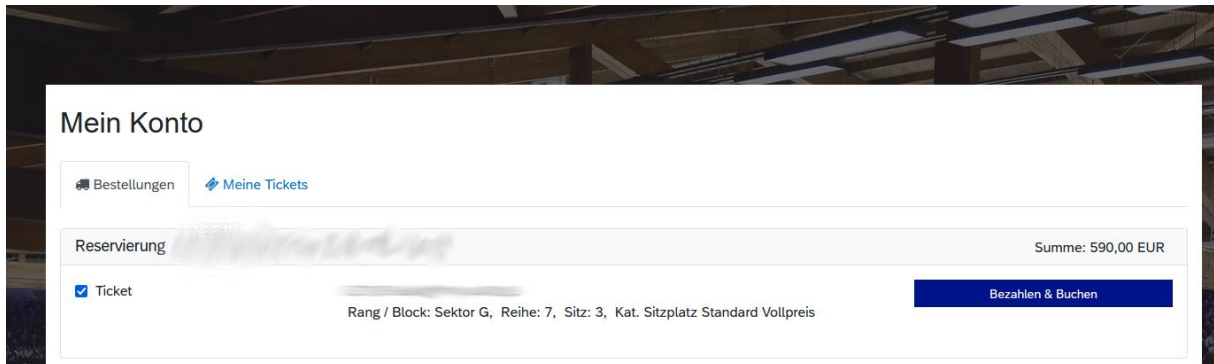 Mein Konto
Bestellungen Meine Tickets
Reservierung Summe: 590,00 EUR
Ticket Bezahlen & Buchen
Rang / Block: Sektor G, Reihe: 7, Sitz: 3, Kat. Sitzplatz Standard Vollpreis